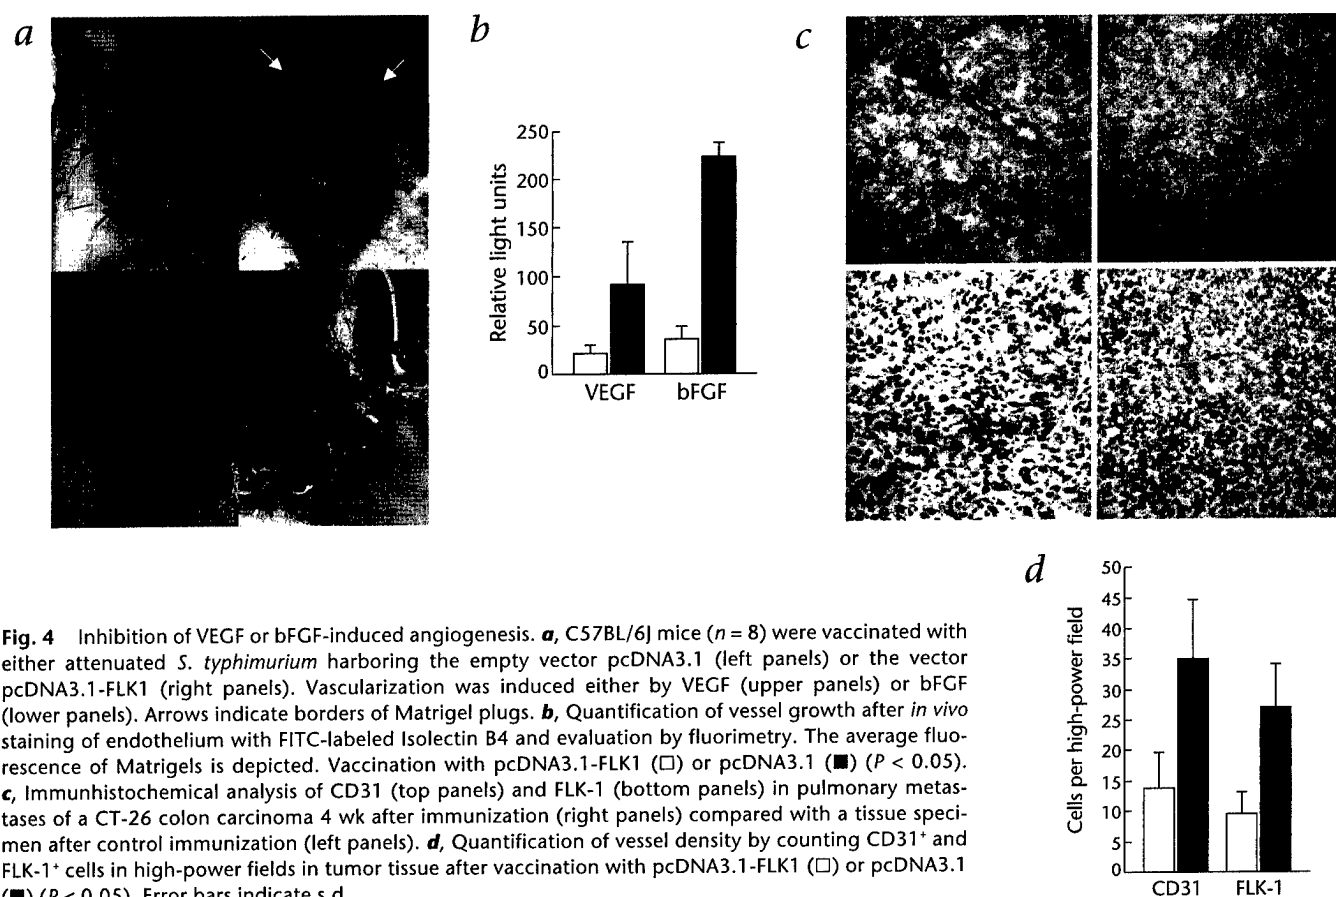 a
b
c
250
200
150
100
50
0
Relative light units
VEGF
bFGF
d
50
45
40
35
30
25
20
15
10
5
0
Cells per high-power field
CD31
FLK-1
Fig. 4 Inhibition of VEGF or bFGF-induced angiogenesis. a, C57BL/6J mice (n = 8) were vaccinated with
either attenuated S. typhimurium harboring the empty vector pcDNA3.1 (left panels) or the vector
pcDNA3.1-FLK1 (right panels). Vascularization was induced either by VEGF (upper panels) or bFGF
(lower panels). Arrows indicate borders of Matrigel plugs. b, Quantification of vessel growth after in vivo
staining of endothelium with FITC-labeled Isolectin B4 and evaluation by fluorimetry. The average fluo-
rescence of Matrigels is depicted. Vaccination with pcDNA3.1-FLK1 (□) or pcDNA3.1 (■) (P < 0.05).
c, Immunhistochemical analysis of CD31 (top panels) and FLK-1 (bottom panels) in pulmonary metas-
tases of a CT-26 colon carcinoma 4 wk after immunization (right panels) compared with a tissue speci-
men after control immunization (left panels). d, Quantification of vessel density by counting CD31⁺ and
FLK-1⁺ cells in high-power fields in tumor tissue after vaccination with pcDNA3.1-FLK1 (□) or pcDNA3.1
(■) (P < 0.05). Error bars indicate s.d.